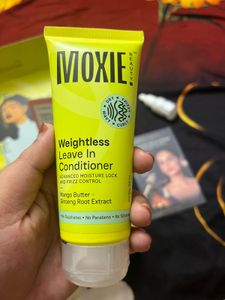 MOXIE
BEAUTY
Weightless
Leave In
Conditioner
ADVANCED MOISTURE LOCK
AND FRIZZ CONTROL
Mango Butter -
Ginseng Root Extract
No Sulphates • No Parabens • No